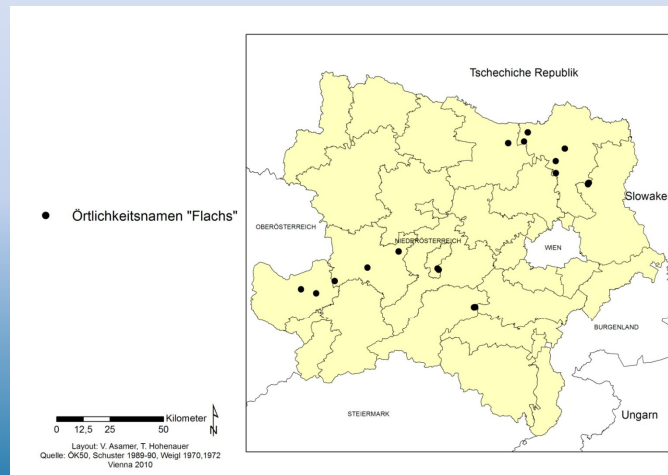 Tschechiche Republik
Slowake
Örtlichkeitsnamen "Flachs"
OBERÖSTERREICH
NIEDERÖSTERREICH
WIEN
BURGENLAND
STEIERMARK
Ungarn
Kilometer
0 12,5 25 50
N
Layout: V. Asamer, T. Hohenauer
Quelle: ÖK50, Schuster 1989-90, Weigl 1970,1972
Vienna 2010